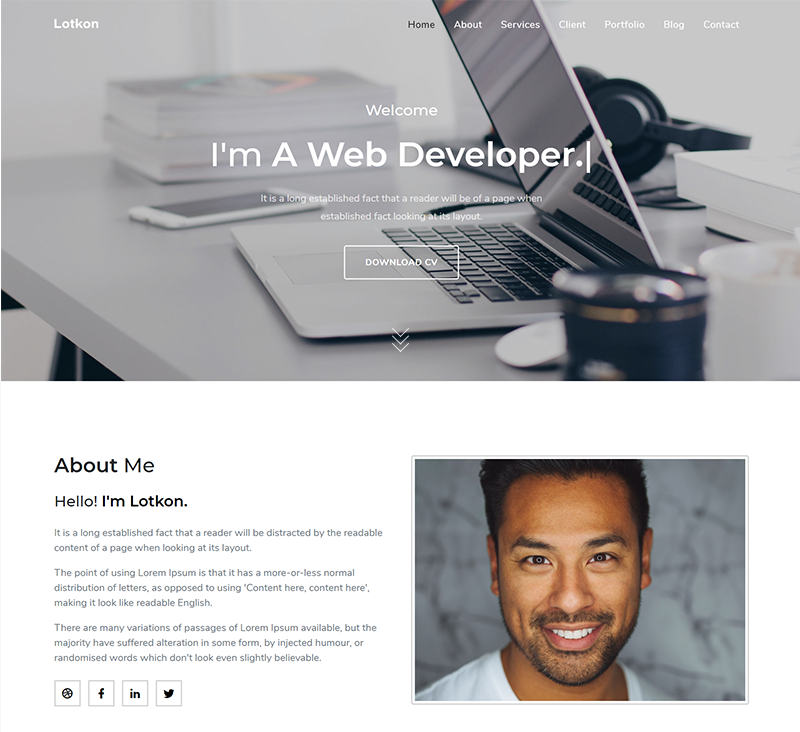 Lotkon
Home About Services Client Portfolio Blog Contact
Welcome
I'm A Web Developer.|
It is a long established fact that a reader will be of a page when
established fact looking at its layout.
DOWNLOAD CV
About Me
Hello! I'm Lotkon.
It is a long established fact that a reader will be distracted by the readable
content of a page when looking at its layout.
The point of using Lorem Ipsum is that it has a more-or-less normal
distribution of letters, as opposed to using 'Content here, content here',
making it look like readable English.
There are many variations of passages of Lorem Ipsum available, but the
majority have suffered alteration in some form, by injected humour, or
randomised words which don't look even slightly believable.